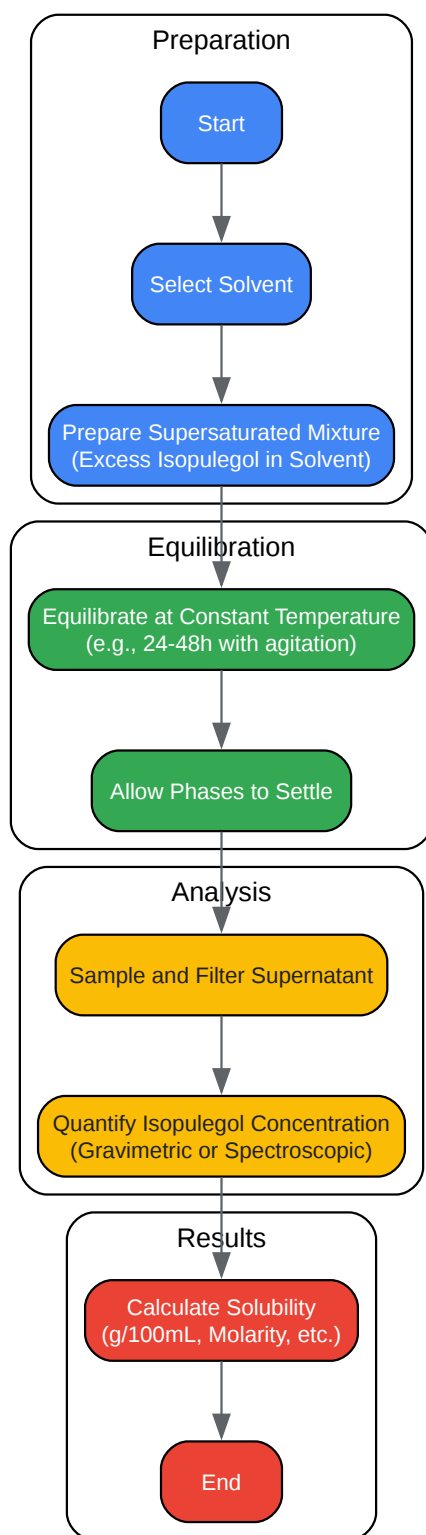 Preparation
Start
Select Solvent
Prepare Supersaturated Mixture
(Excess Isopulegol in Solvent)
Equilibration
Equilibrate at Constant Temperature
(e.g., 24-48h with agitation)
Allow Phases to Settle
Analysis
Sample and Filter Supernatant
Quantify Isopulegol Concentration
(Gravimetric or Spectroscopic)
Results
Calculate Solubility
(g/100mL, Molarity, etc.)
End